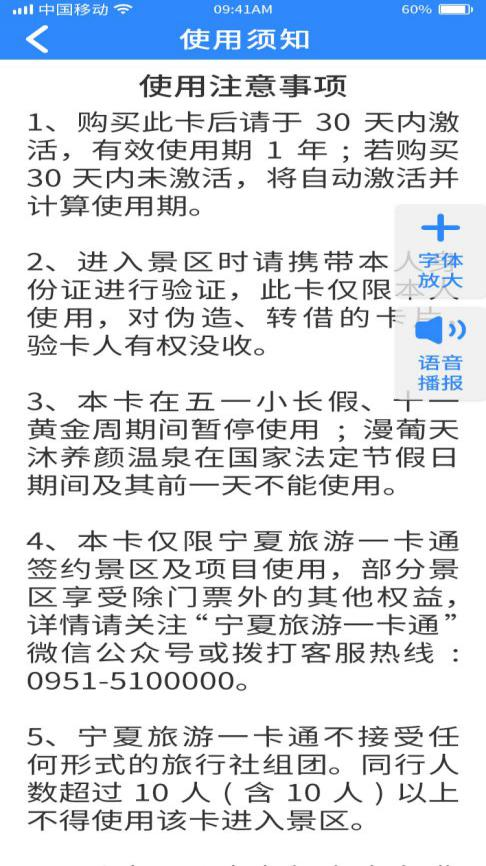 中国移动 09:41AM 60%
使用须知
使用注意事项
1、购买此卡后请于 30 天内激
活，有效使用期 1 年；若购买
30 天内未激活，将自动激活并
计算使用期。
2、进入景区时请携带本人身
份证进行验证，此卡仅限本人
使用，对伪造、转借的卡片，
验卡人有权没收。
字体
放大
语音
播报
3、本卡在五一小长假、十一
黄金周期间暂停使用；漫葡天
沐养颜温泉在国家法定节假日
期间及其前一天不能使用。
4、本卡仅限宁夏旅游一卡通
签约景区及项目使用，部分景
区享受除门票外的其他权益，
详情请关注“宁夏旅游一卡通”
微信公众号或拨打客服热线：
0951-5100000。
5、宁夏旅游一卡通不接受任
何形式的旅行社组团。同行人
数超过 10 人（含 10 人）以上
不得使用该卡进入景区。